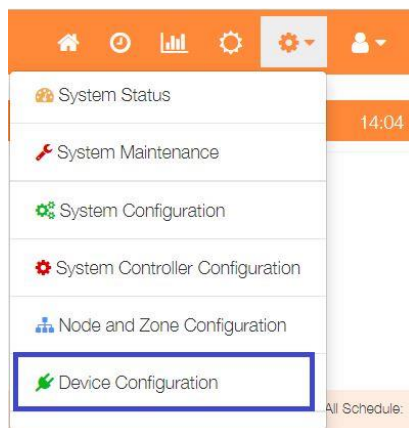 14:04
System Status
System Maintenance
System Configuration
System Controller Configuration
Node and Zone Configuration
Device Configuration
All Schedule: